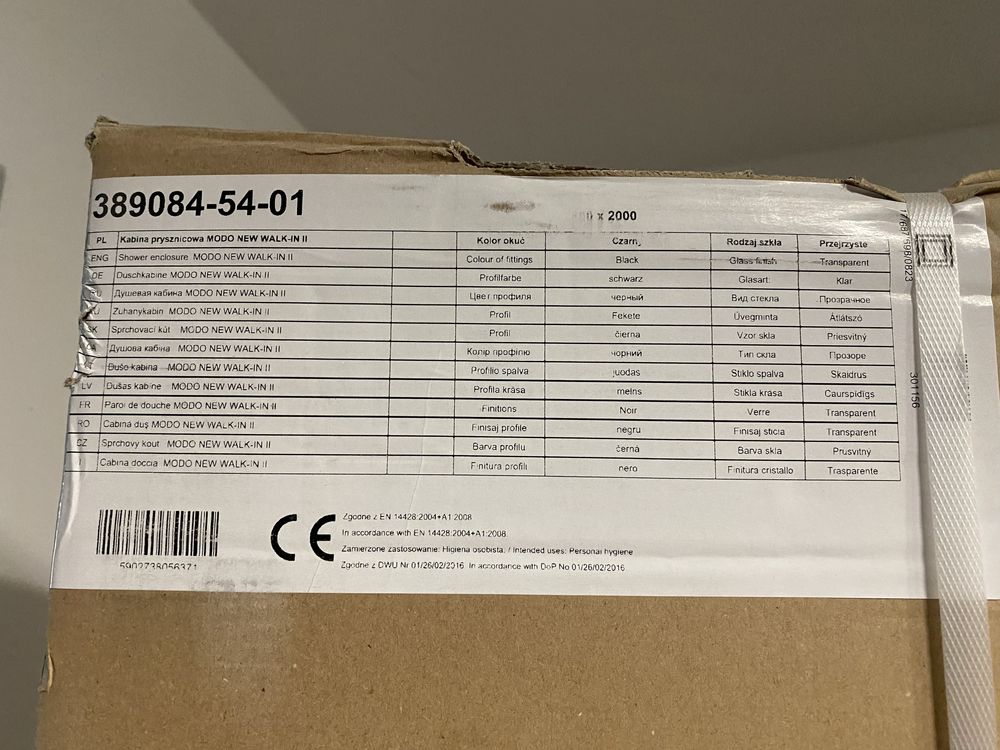 389084-54-01
x 2000
PL Kabina prysznicowa MODO NEW WALK-IN II Kolor okuć Rodzaj szkła Przejrzyste
ENG Shower enclosure MODO NEW WALK-IN II Colour of fittings Black Glass finish Transparent
DE Duschkabine MODO NEW WALK-IN II Profilfarbe schwarz Glasart Klar
Душевая кабина MODO NEW WALK-IN II Цвет профиля черный Вид стекла Прозрачное
Zuhanykabin MODO NEW WALK-IN II Profil Fekete Üvegminta Átlátszó
Sprchovací kút MODO NEW WALK-IN II Profil čierna Vzor skla Priesvitný
Душова кабіна MODO NEW WALK-IN II Колір профілю чорний Тип скла Прозоре
Dušo kabina MODO NEW WALK-IN II Profilio spalva juodas Stiklo spalva Skaidrus
LV Dušas kabine MODO NEW WALK-IN II Profila krāsa melns Stikla krāsa Caurspīdīgs
FR Paroi de douche MODO NEW WALK-IN II Finitions Noir Verre Transparent
RO Cabină duş MODO NEW WALK-IN II Finisaj profile negru Finisaj sticla Transparent
CZ Sprchový kout MODO NEW WALK-IN II Barva profilu černá Barva skla Průsvitný
I Cabina doccia MODO NEW WALK-IN II Finitura profili nero Finitura cristallo Trasparente
Zgodne z EN 14428:2004+A1:2008
In accordance with EN 14428:2004+A1:2008
Zamierzone zastosowanie: Higiena osobista: / Intended uses: Personal hygiene
Zgodne z DWU Nr 01/26/02/2016 In accordance with DoP No 01/26/02/2016
CE
5902738056371
301156